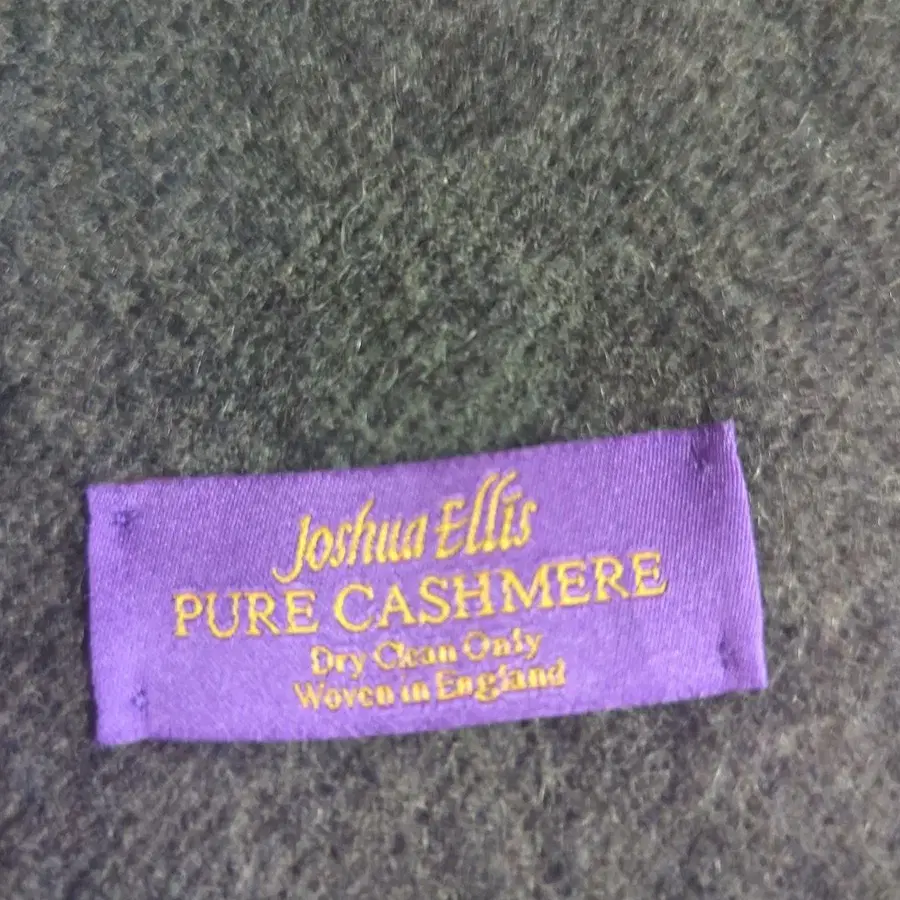 Joshua Ellis
PURE CASHMERE
Dry Clean Only
Woven in England